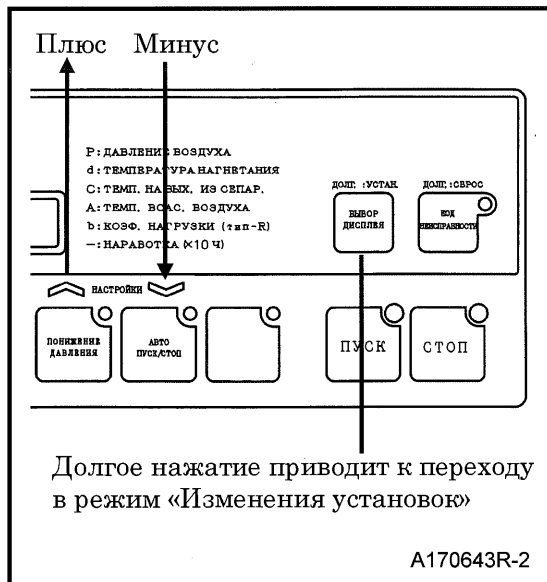 Плюс Минус
P: ДАВЛЕНИЕ ВОЗДУХА
d: ТЕМПЕРАТУРА НАГНЕТАНИЯ
C: ТЕМП. НА ВЫХ. ИЗ СЕПАР.
A: ТЕМП. ВСАС. ВОЗДУХА
b: КОЭФ. НАГРУЗКИ (тип-R)
—: НАРАБОТКА (×10 Ч)
ДОЛГ. :УСТАН. ДОЛГ. :СБРОС
ВЫБОР
ДИСПЛЕЯ
КОД
НЕИСПРАВНОСТИ
НАСТРОЙКИ
ПОНИЖЕНИЕ
ДАВЛЕНИЯ
АВТО
ПУСК/СТОП
ПУСК
СТОП
Долгое нажатие приводит к переходу
в режим «Изменения установок»
A170643R-2